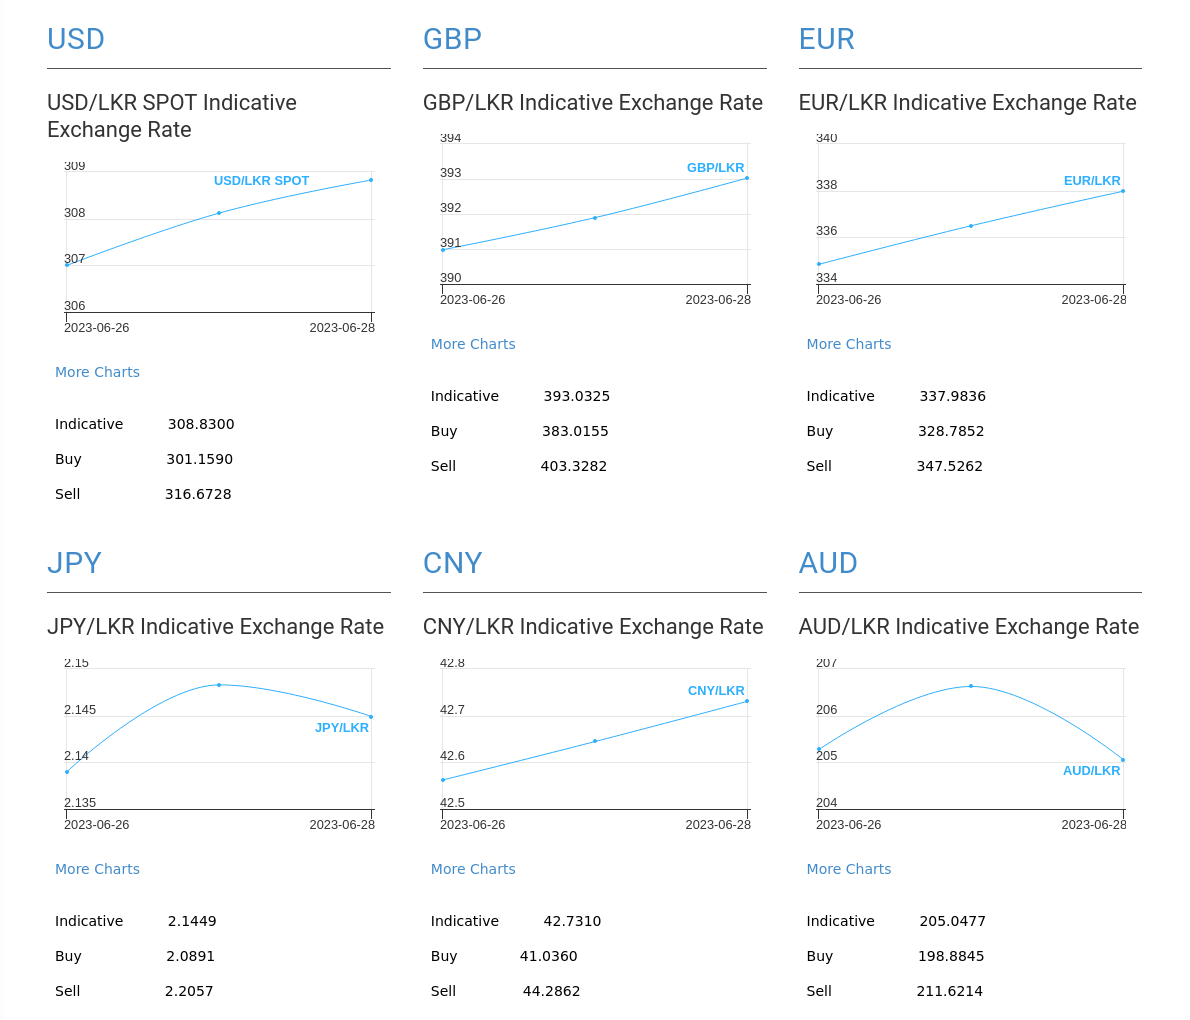 USD
USD/LKR SPOT Indicative
Exchange Rate
309
USD/LKR SPOT
308
307
306
2023-06-26 2023-06-28
More Charts
Indicative 308.8300
Buy 301.1590
Sell 316.6728
GBP
GBP/LKR Indicative Exchange Rate
394
GBP/LKR
393
392
391
390
2023-06-26 2023-06-28
More Charts
Indicative 393.0325
Buy 383.0155
Sell 403.3282
EUR
EUR/LKR Indicative Exchange Rate
340
EUR/LKR
338
336
334
2023-06-26 2023-06-28
More Charts
Indicative 337.9836
Buy 328.7852
Sell 347.5262
JPY
JPY/LKR Indicative Exchange Rate
2.15
2.145
JPY/LKR
2.14
2.135
2023-06-26 2023-06-28
More Charts
Indicative 2.1449
Buy 2.0891
Sell 2.2057
CNY
CNY/LKR Indicative Exchange Rate
42.8
CNY/LKR
42.7
42.6
42.5
2023-06-26 2023-06-28
More Charts
Indicative 42.7310
Buy 41.0360
Sell 44.2862
AUD
AUD/LKR Indicative Exchange Rate
207
206
205
AUD/LKR
204
2023-06-26 2023-06-28
More Charts
Indicative 205.0477
Buy 198.8845
Sell 211.6214